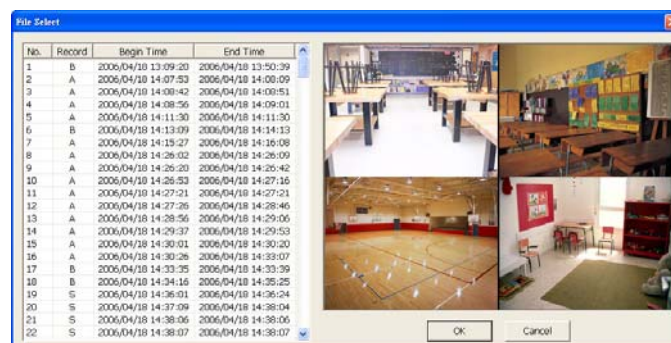 File Select
No. Record Begin Time End Time
1 B 2006/04/18 13:09:20 2006/04/18 13:50:39
2 A 2006/04/18 14:07:53 2006/04/18 14:08:09
3 A 2006/04/18 14:08:42 2006/04/18 14:08:51
4 A 2006/04/18 14:08:56 2006/04/18 14:09:01
5 A 2006/04/18 14:11:30 2006/04/18 14:11:30
6 B 2006/04/18 14:13:09 2006/04/18 14:14:13
7 A 2006/04/18 14:15:27 2006/04/18 14:16:08
8 A 2006/04/18 14:26:02 2006/04/18 14:26:09
9 A 2006/04/18 14:26:20 2006/04/18 14:26:42
10 A 2006/04/18 14:26:53 2006/04/18 14:27:16
11 A 2006/04/18 14:27:21 2006/04/18 14:27:21
12 A 2006/04/18 14:27:26 2006/04/18 14:28:46
13 A 2006/04/18 14:28:56 2006/04/18 14:29:06
14 A 2006/04/18 14:29:37 2006/04/18 14:29:53
15 A 2006/04/18 14:30:01 2006/04/18 14:30:20
16 A 2006/04/18 14:30:26 2006/04/18 14:33:07
17 B 2006/04/18 14:33:35 2006/04/18 14:33:39
18 B 2006/04/18 14:34:16 2006/04/18 14:35:25
19 S 2006/04/18 14:36:01 2006/04/18 14:36:24
20 S 2006/04/18 14:37:09 2006/04/18 14:38:04
21 S 2006/04/18 14:38:06 2006/04/18 14:38:06
22 S 2006/04/18 14:38:07 2006/04/18 14:38:07
OK Cancel